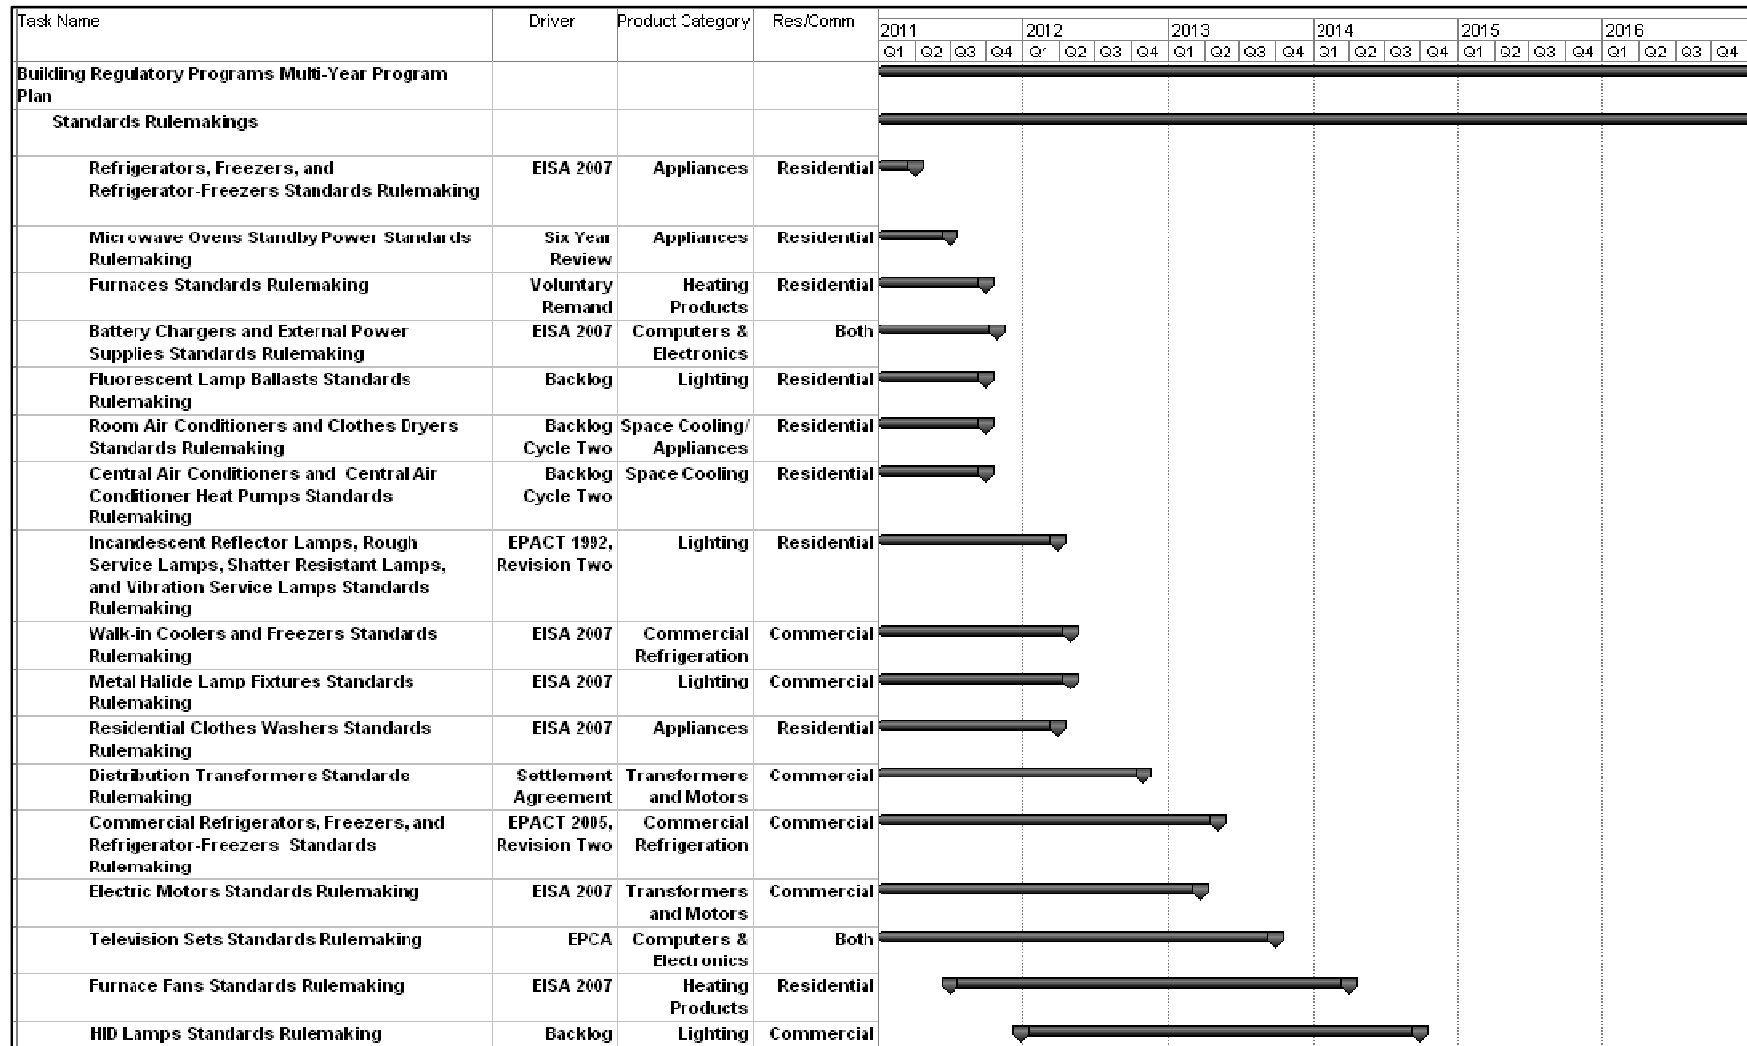 Task Name Driver Product Category Res/Comm
2011 2012 2013 2014 2015 2016
Q1 Q2 Q3 Q4 Q1 Q2 Q3 Q4 Q1 Q2 Q3 Q4 Q1 Q2 Q3 Q4 Q1 Q2 Q3 Q4 Q1 Q2 Q3 Q4
Building Regulatory Programs Multi-Year Program
Plan
Standards Rulemakings
Refrigerators, Freezers, and EISA 2007 Appliances Residential
Refrigerator-Freezers Standards Rulemaking
Microwave Ovens Standby Power Standards Six Year Appliances Residential
Rulemaking Review
Furnaces Standards Rulemaking Voluntary Heating Residential
Remand Products
Battery Chargers and External Power EISA 2007 Computers & Both
Supplies Standards Rulemaking Electronics
Fluorescent Lamp Ballasts Standards Backlog Lighting Residential
Rulemaking
Room Air Conditioners and Clothes Dryers Backlog Space Cooling/ Residential
Standards Rulemaking Cycle Two Appliances
Central Air Conditioners and Central Air Backlog Space Cooling Residential
Conditioner Heat Pumps Standards Cycle Two
Rulemaking
Incandescent Reflector Lamps, Rough EPACT 1992, Lighting Residential
Service Lamps, Shatter Resistant Lamps, Revision Two
and Vibration Service Lamps Standards
Rulemaking
Walk-in Coolers and Freezers Standards EISA 2007 Commercial Commercial
Rulemaking Refrigeration
Metal Halide Lamp Fixtures Standards EISA 2007 Lighting Commercial
Rulemaking
Residential Clothes Washers Standards EISA 2007 Appliances Residential
Rulemaking
Distribution Transformers Standards Settlement Transformers Commercial
Rulemaking Agreement and Motors
Commercial Refrigerators, Freezers, and EPACT 2005, Commercial Commercial
Refrigerator-Freezers Standards Revision Two Refrigeration
Rulemaking
Electric Motors Standards Rulemaking EISA 2007 Transformers Commercial
and Motors
Television Sets Standards Rulemaking EPCA Computers & Both
Electronics
Furnace Fans Standards Rulemaking EISA 2007 Heating Residential
Products
HID Lamps Standards Rulemaking Backlog Lighting Commercial